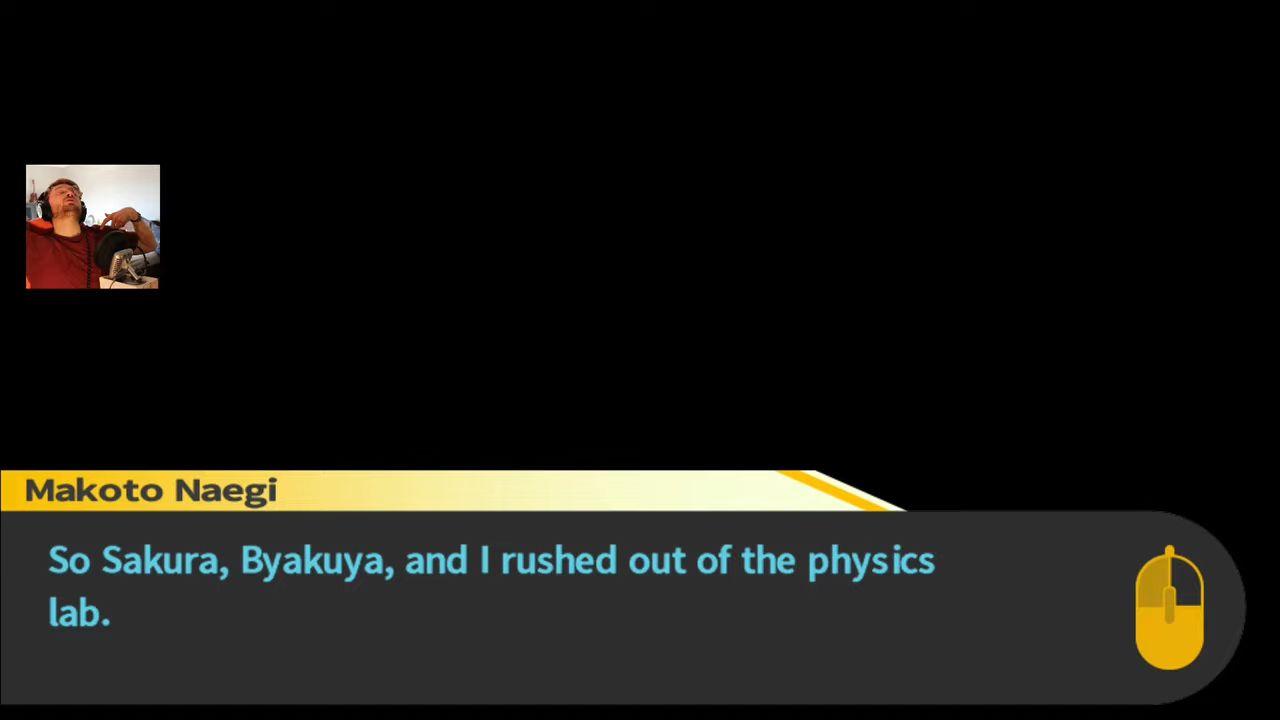 Makoto Naegi
So Sakura, Byakuya, and I rushed out of the physics
lab.